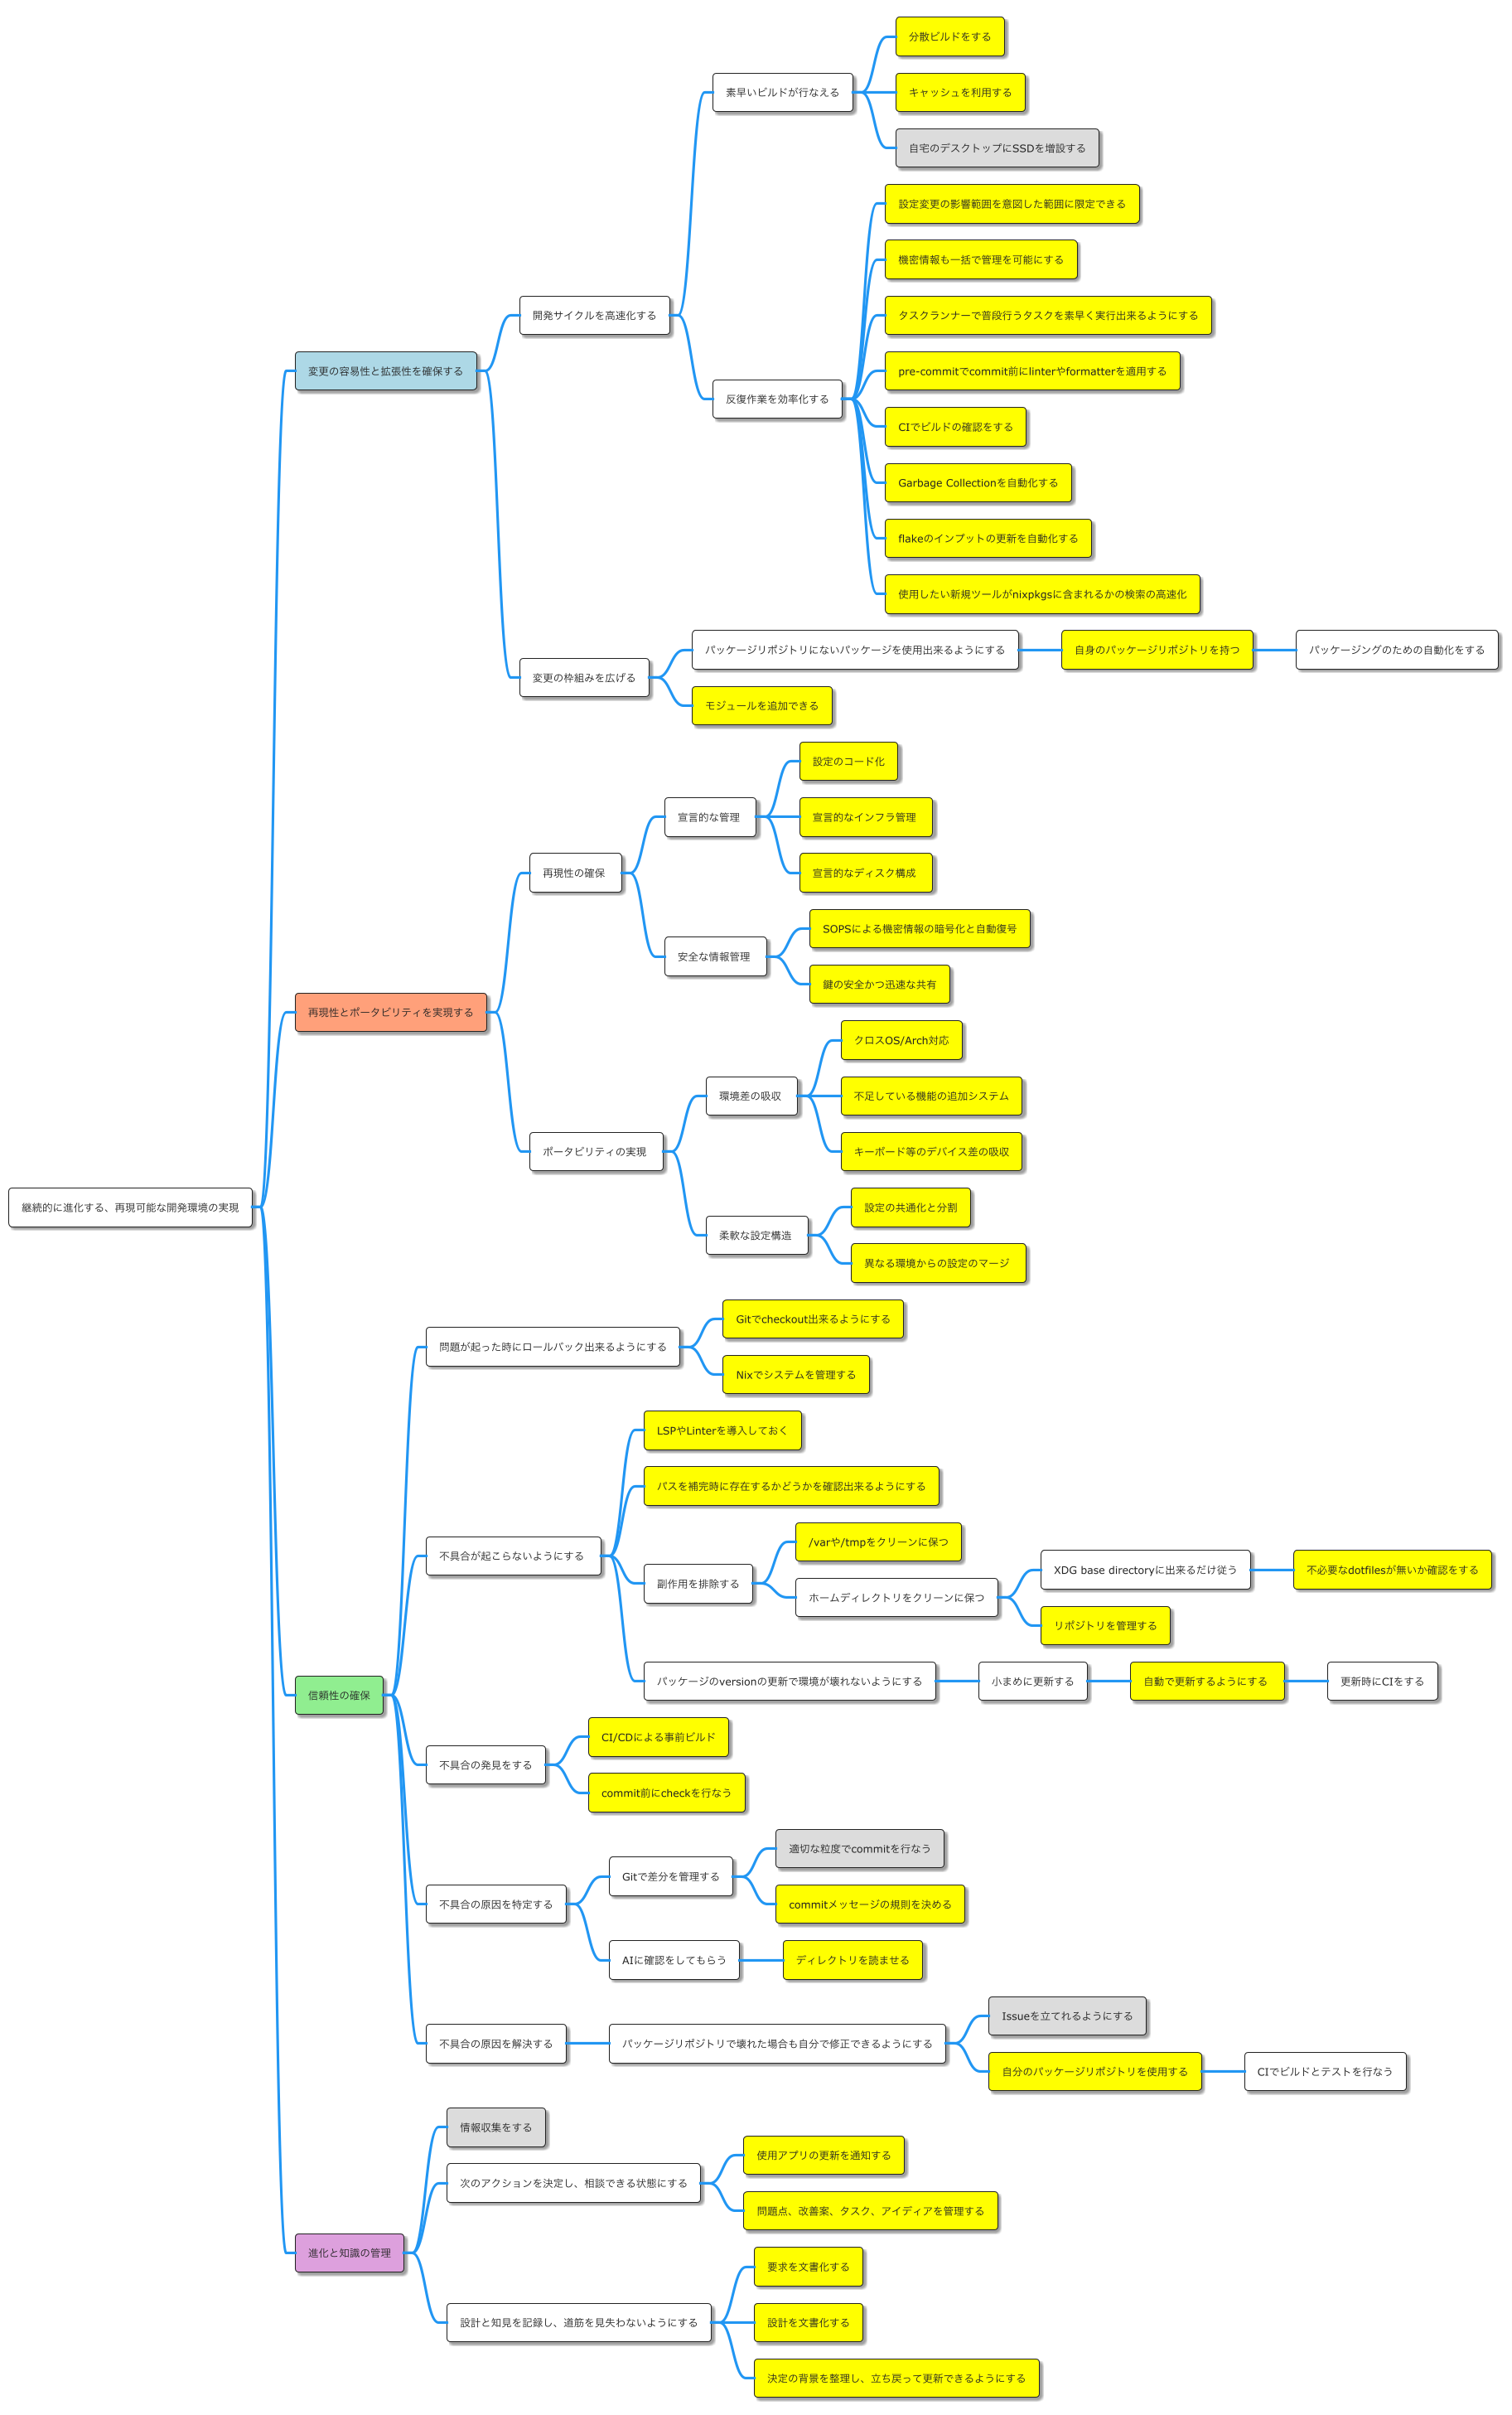 分散ビルドをする
素早いビルドが行なえる
キャッシュを利用する
自宅のデスクトップにSSDを増設する
設定変更の影響範囲を意図した範囲に限定できる
機密情報も一括で管理を可能にする
開発サイクルを高速化する
タスクランナーで普段行うタスクを素早く実行出来るようにする
変更の容易性と拡張性を確保する
pre-commitでcommit前にlinterやformatterを適用する
反復作業を効率化する
CIでビルドの確認をする
Garbage Collectionを自動化する
flakeのインプットの更新を自動化する
使用したい新規ツールがnixpkgsに含まれるかの検索の高速化
パッケージリポジトリにないパッケージを使用出来るようにする
自身のパッケージリポジトリを持つ
パッケージングのための自動化をする
変更の枠組みを広げる
モジュールを追加できる
設定のコード化
宣言的な管理
宣言的なインフラ管理
再現性の確保
宣言的なディスク構成
SOPSによる機密情報の暗号化と自動復号
安全な情報管理
鍵の安全かつ迅速な共有
再現性とポータビリティを実現する
クロスOS/Arch対応
環境差の吸収
不足している機能の追加システム
ポータビリティの実現
キーボード等のデバイス差の吸収
設定の共通化と分割
継続的に進化する、再現可能な開発環境の実現
柔軟な設定構造
異なる環境からの設定のマージ
Gitでcheckout出来るようにする
問題が起った時にロールバック出来るようにする
Nixでシステムを管理する
LSPやLinterを導入しておく
パスを補完時に存在するかどうかを確認出来るようにする
/varや/tmpをクリーンに保つ
不具合が起こらないようにする
XDG base directoryに出来るだけ従う
不必要なdotfilesが無いか確認をする
副作用を排除する
ホームディレクトリをクリーンに保つ
リポジトリを管理する
パッケージのversionの更新で環境が壊れないようにする
小まめに更新する
自動で更新するようにする
更新時にCIをする
信頼性の確保
CI/CDによる事前ビルド
不具合の発見をする
commit前にcheckを行なう
適切な粒度でcommitを行なう
Gitで差分を管理する
不具合の原因を特定する
commitメッセージの規則を決める
AIに確認をしてもらう
ディレクトリを読ませる
Issueを立てれるようにする
不具合の原因を解決する
パッケージリポジトリで壊れた場合も自分で修正できるようにする
自分のパッケージリポジトリを使用する
CIでビルドとテストを行なう
情報収集をする
使用アプリの更新を通知する
次のアクションを決定し、相談できる状態にする
問題点、改善案、タスク、アイディアを管理する
進化と知識の管理
要求を文書化する
設計と知見を記録し、道筋を見失わないようにする
設計を文書化する
決定の背景を整理し、立ち戻って更新できるようにする